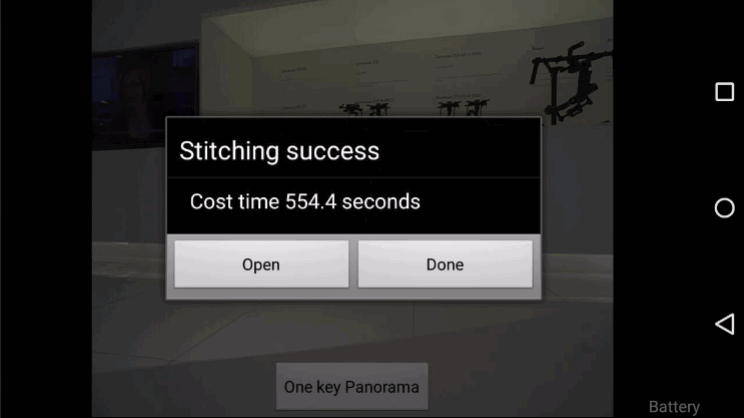 Stitching success
Cost time 554.4 seconds
Open
Done
One key Panorama
Battery